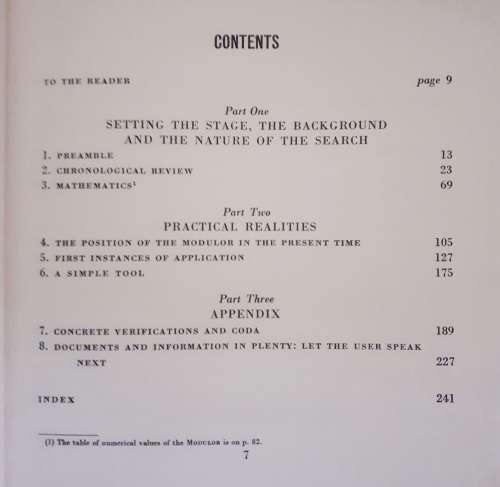 CONTENTS
TO THE READER page 9
Part One
SETTING THE STAGE, THE BACKGROUND
AND THE NATURE OF THE SEARCH
1. PREAMBLE 13
2. CHRONOLOGICAL REVIEW 23
3. MATHEMATICS¹ 69
Part Two
PRACTICAL REALITIES
4. THE POSITION OF THE MODULOR IN THE PRESENT TIME 105
5. FIRST INSTANCES OF APPLICATION 127
6. A SIMPLE TOOL 175
Part Three
APPENDIX
7. CONCRETE VERIFICATIONS AND CODA 189
8. DOCUMENTS AND INFORMATION IN PLENTY: LET THE USER SPEAK
NEXT 227
INDEX 241
(1) The table of numerical values of the MODULOR is on p. 82.
7